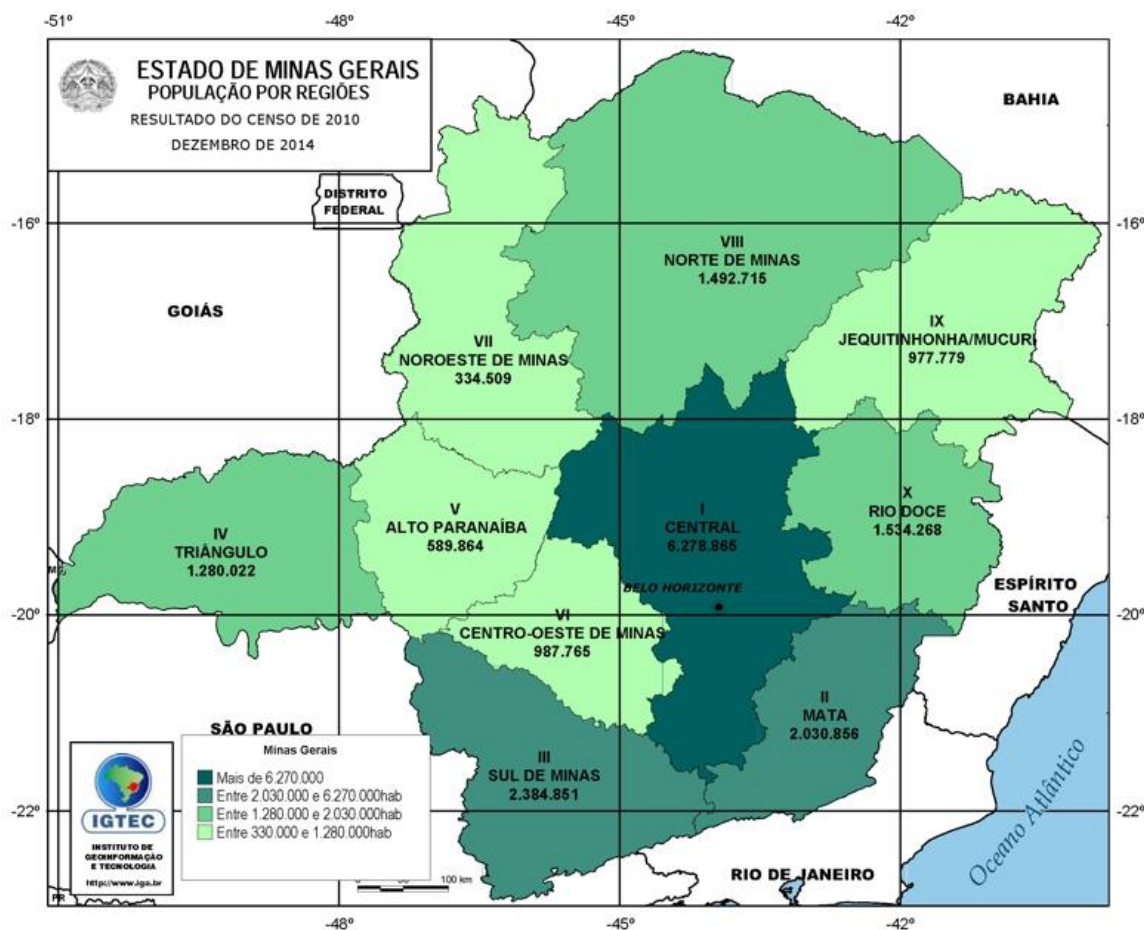 -51º
-48º
-45º
-42º
ESTADO DE MINAS GERAIS
POPULAÇÃO POR REGIÕES
RESULTADO DO CENSO DE 2010
DEZEMBRO DE 2014
BAHIA
DISTRITO
FEDERAL
-16º
-16º
GOIÁS
VIII
NORTE DE MINAS
1.492.715
IX
JEQUITINHONHA/MUCURI
977.779
VII
NOROESTE DE MINAS
334.509
-18º
-18º
IV
TRIÂNGULO
1.280.022
V
ALTO PARANAÍBA
589.864
I
CENTRAL
6.278.865
X
RIO DOCE
1.534.268
BELO HORIZONTE
ESPÍRITO
SANTO
-20º
-20º
VI
CENTRO-OESTE DE MINAS
987.765
II
MATA
2.030.856
III
SUL DE MINAS
2.384.851
SÃO PAULO
Minas Gerais
Mais de 6.270.000
Entre 2.030.000 e 6.270.000hab
Entre 1.280.000 e 2.030.000hab
Entre 330.000 e 1.280.000hab
IGTEC
INSTITUTO DE
GEOINFORMAÇÃO
E TECNOLOGIA
http://www.iga.br
-22º
-22º
100 km
RIO DE JANEIRO
Oceano Atlântico
PR
-48º
-45º
-42º